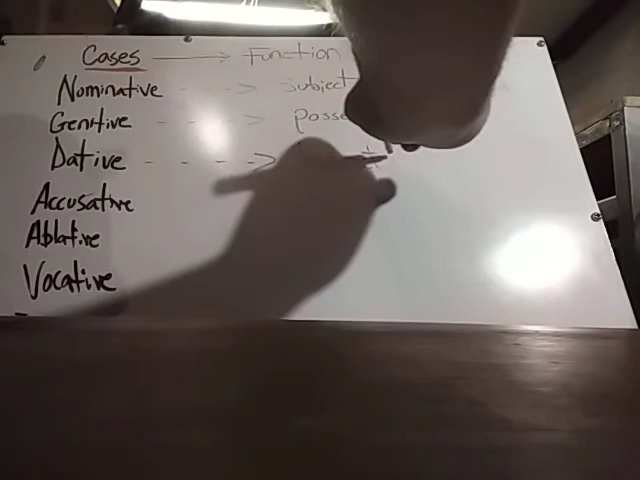 Cases -----> Function
Nominative ---> Subject
Genitive ---> Posse
Dative ---->
Accusative
Ablative
Vocative